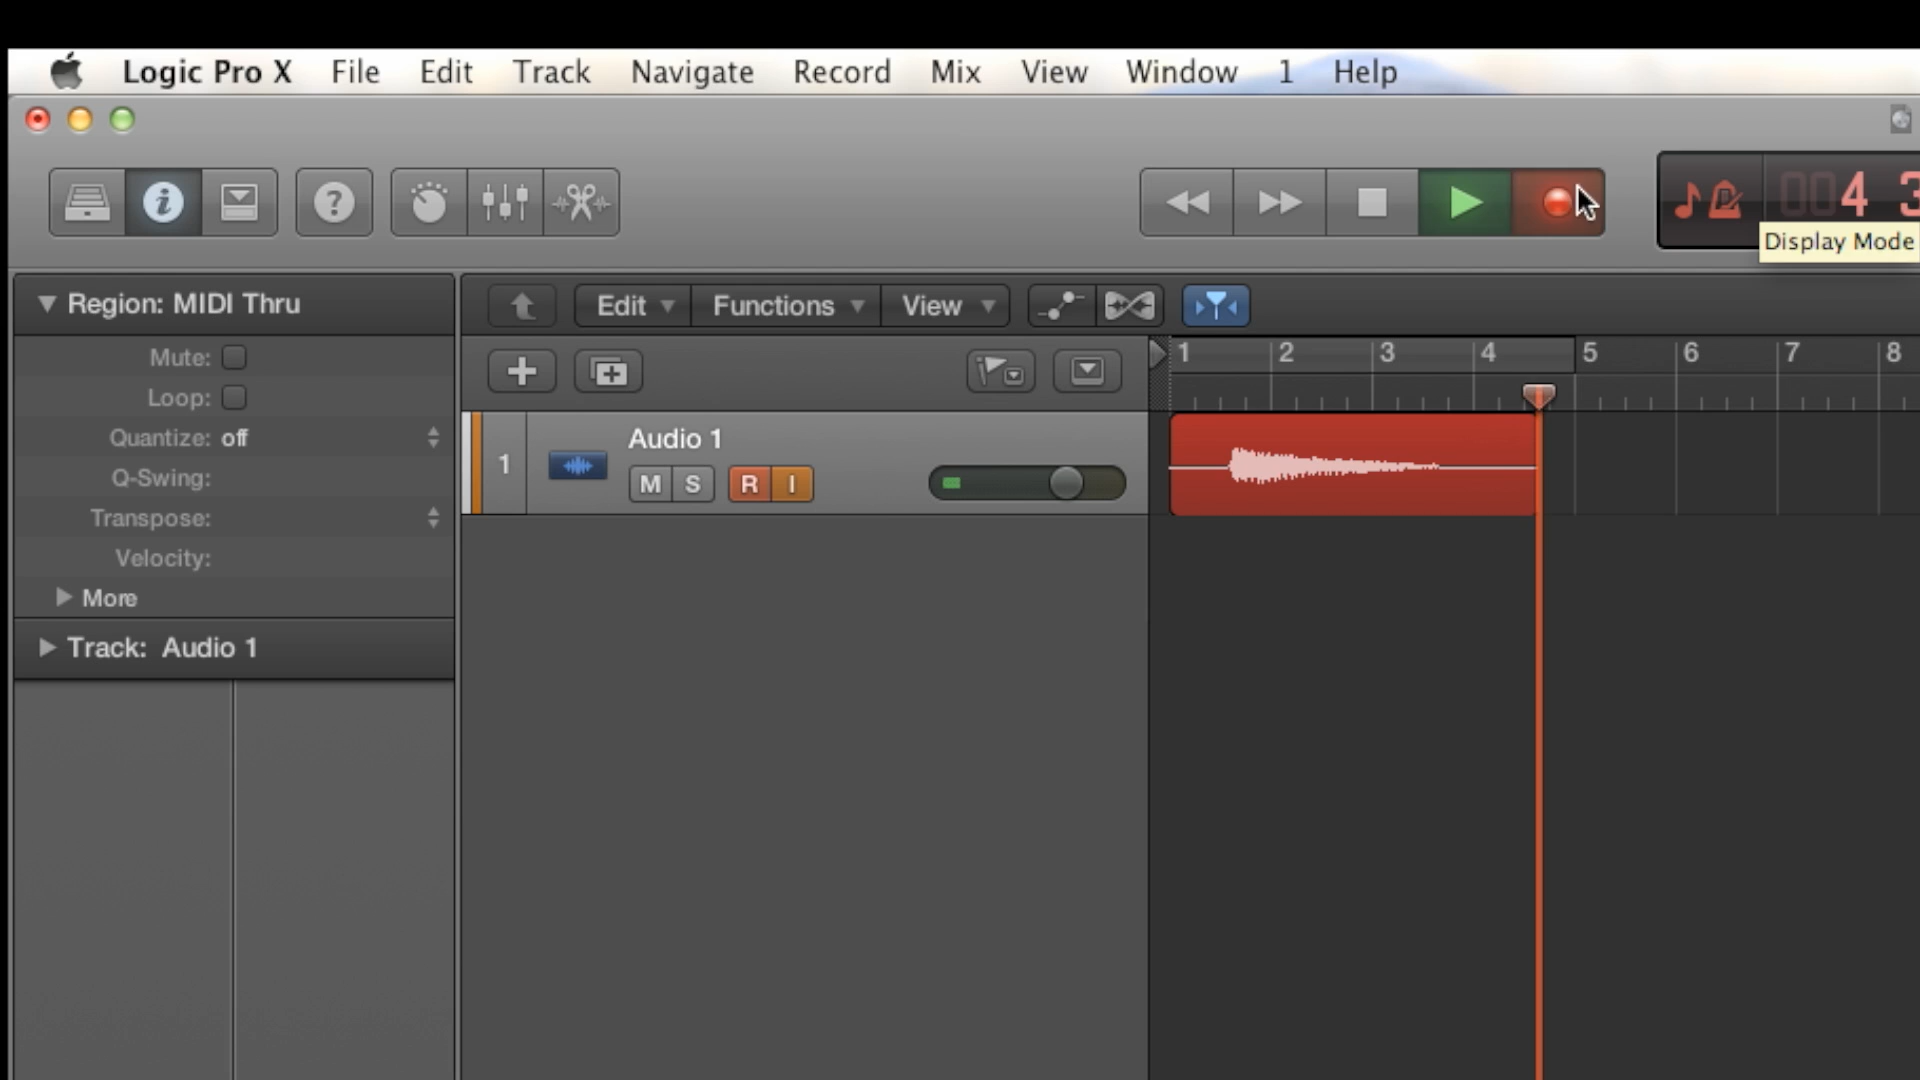 Logic Pro X File Edit Track Navigate Record Mix View Window 1 Help
004 3
Display Mode
Region: MIDI Thru
Edit Functions View
Mute:
1 2 3 4 5 6 7 8
Loop:
Quantize: off
Audio 1
1
M S R I
Q-Swing:
Transpose:
Velocity:
More
Track: Audio 1